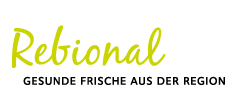 Rebional
GESUNDE FRISCHE AUS DER REGION